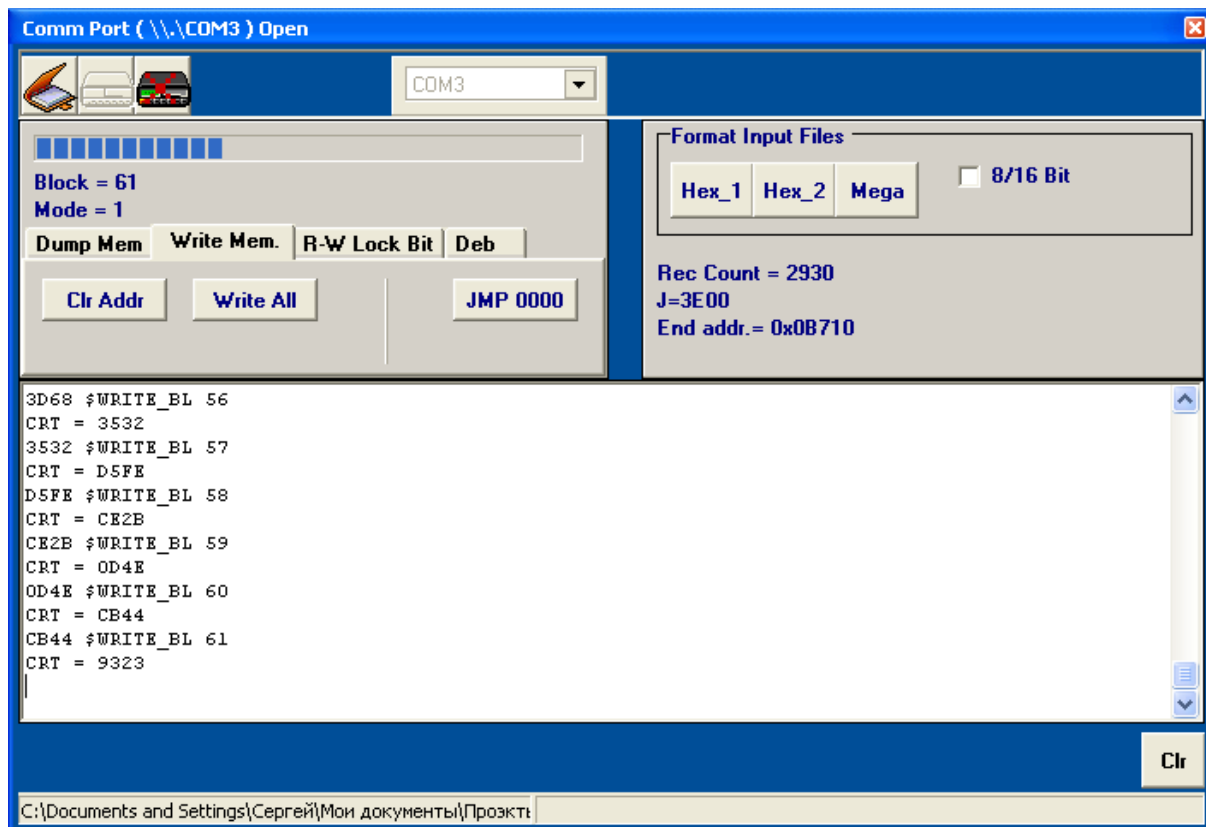 Comm Port ( \\.\COM3 ) Open
COM3
Block = 61
Mode = 1
Dump Mem Write Mem. R-W Lock Bit Deb
Clr Addr Write All JMP 0000
Format Input Files
Hex_1 Hex_2 Mega 8/16 Bit
Rec Count = 2930
J=3E00
End addr.= 0x0B710
3D68 $WRITE_BL 56
CRT = 3532
3532 $WRITE_BL 57
CRT = D5FE
D5FE $WRITE_BL 58
CRT = CE2B
CE2B $WRITE_BL 59
CRT = 0D4E
0D4E $WRITE_BL 60
CRT = CB44
CB44 $WRITE_BL 61
CRT = 9323
Clr
C:\Documents and Settings\Сергей\Мои документы\Проэкты